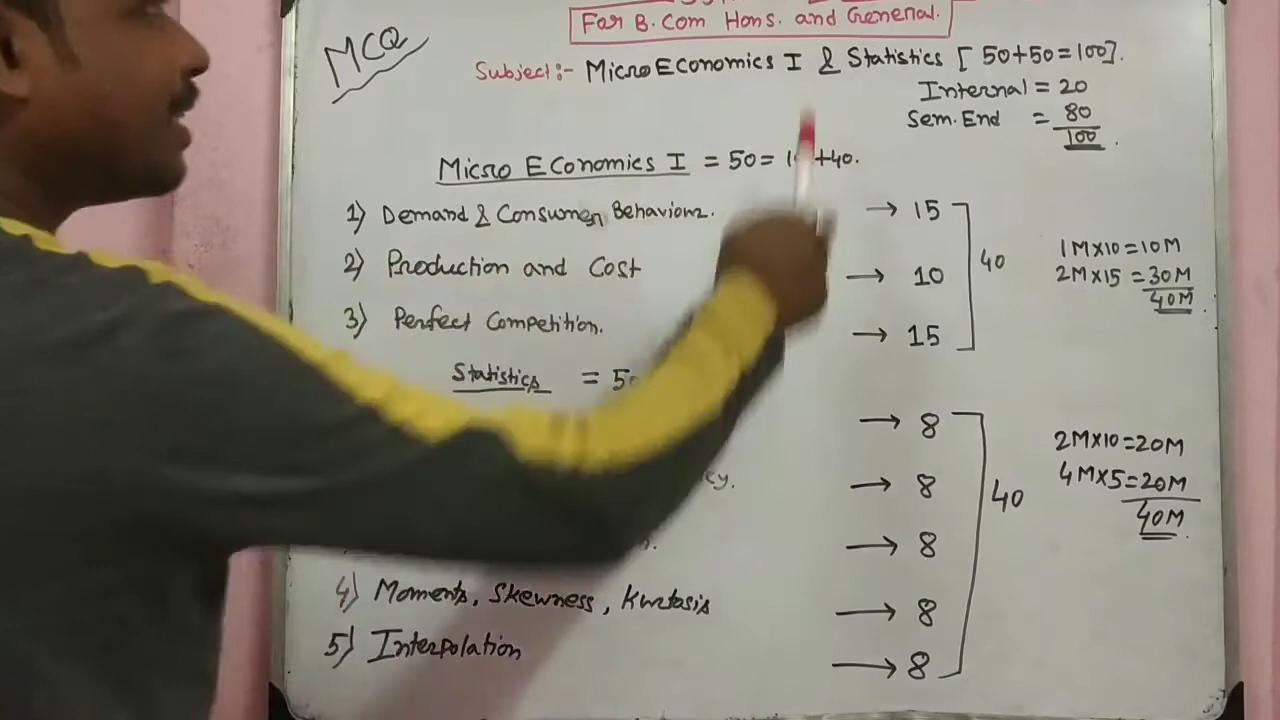 For B.Com Hons. and General.
MCQ
Subject:- Micro Economics I & Statistics [50+50=100].
Internal = 20
Sem. End = 80
100
Micro Economics I = 50 = +40.
1) Demand & Consumer Behaviour. → 15
2) Production and Cost → 10
3) Perfect Competition. → 15
40
1M×10=10M
2M×15=30M
40M
Statistics =
→ 8
→ 8
→ 8
4) Moments, Skewness, Kurtosis → 8
5) Interpolation → 8
40
2M×10=20M
4M×5=20M
40M